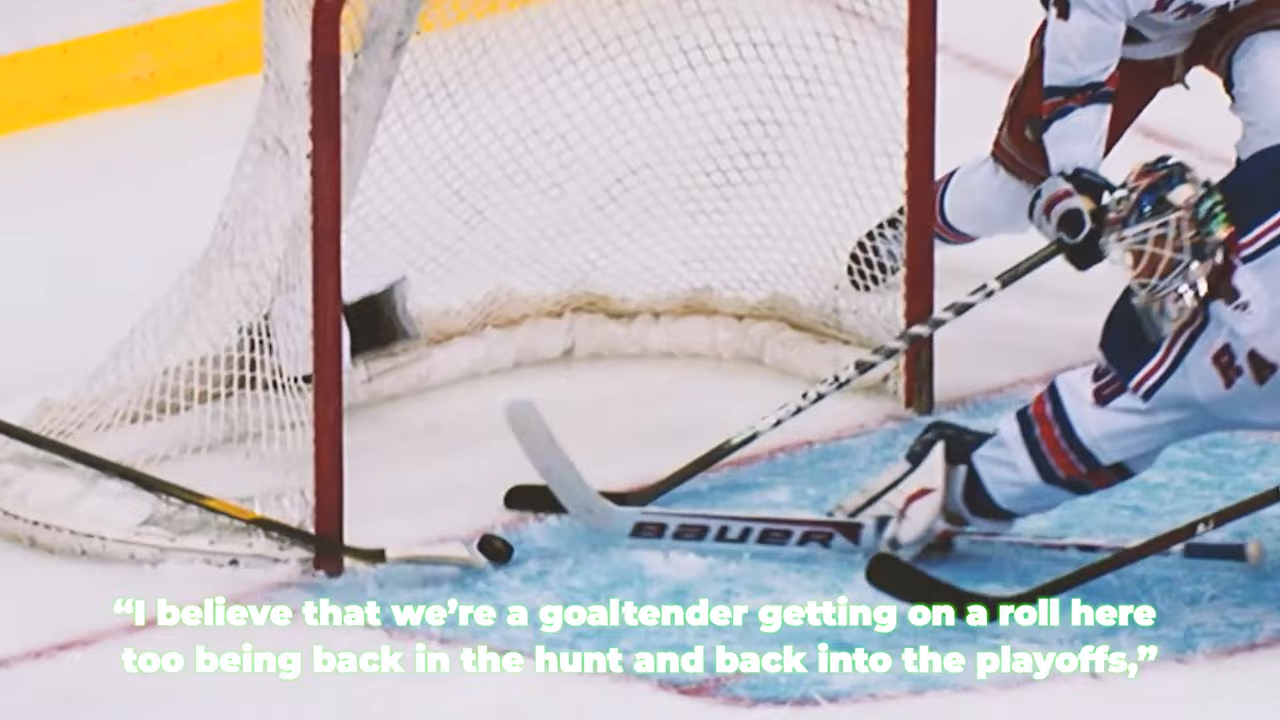 BAUER
RA
“I believe that we’re a goaltender getting on a roll here
too being back in the hunt and back into the playoffs,”